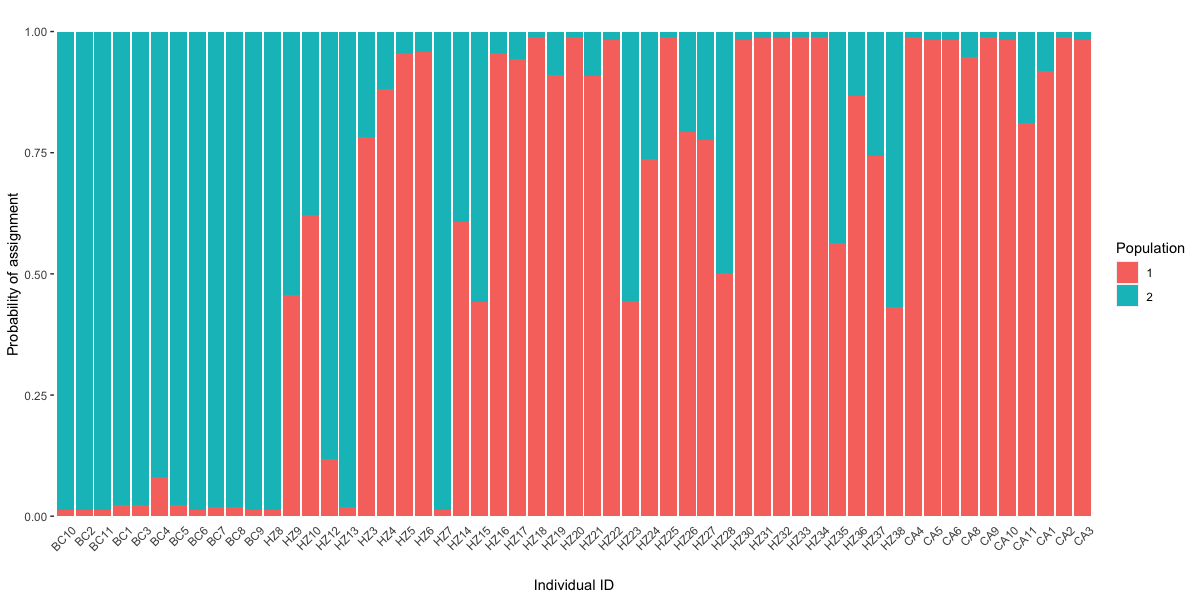 Probability of assignment
1.00
0.75
0.50
0.25
0.00
BC10 BC2 BC11 BC1 BC3 BC4 BC5 BC6 BC7 BC8 BC9 HZ8 HZ9 HZ10 HZ12 HZ13 HZ3 HZ4 HZ5 HZ6 HZ7 HZ14 HZ15 HZ16 HZ17 HZ18 HZ19 HZ20 HZ21 HZ22 HZ23 HZ24 HZ25 HZ26 HZ27 HZ28 HZ30 HZ31 HZ32 HZ33 HZ34 HZ35 HZ36 HZ37 HZ38 CA4 CA5 CA6 CA8 CA9 CA10 CA11 CA1 CA2 CA3
Individual ID
Population
1
2